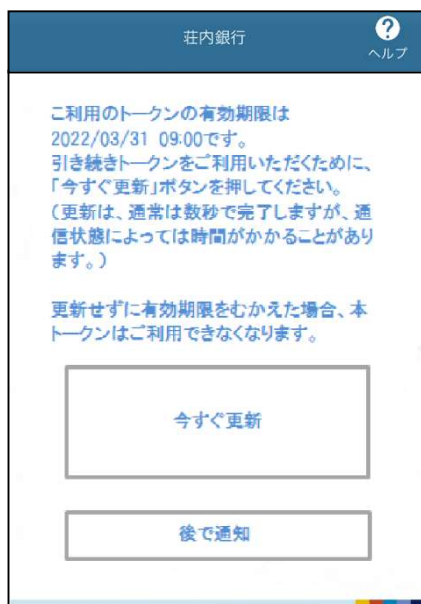 荘内銀行
?
ヘルプ
ご利用のトークンの有効期限は
2022/03/31 09:00です。
引き続きトークンをご利用いただくために、
「今すぐ更新」ボタンを押してください。
（更新は、通常は数秒で完了しますが、通
信状態によっては時間がかかることがあり
ます。）
更新せずに有効期限をむかえた場合、本
トークンはご利用できなくなります。
今すぐ更新
後で通知